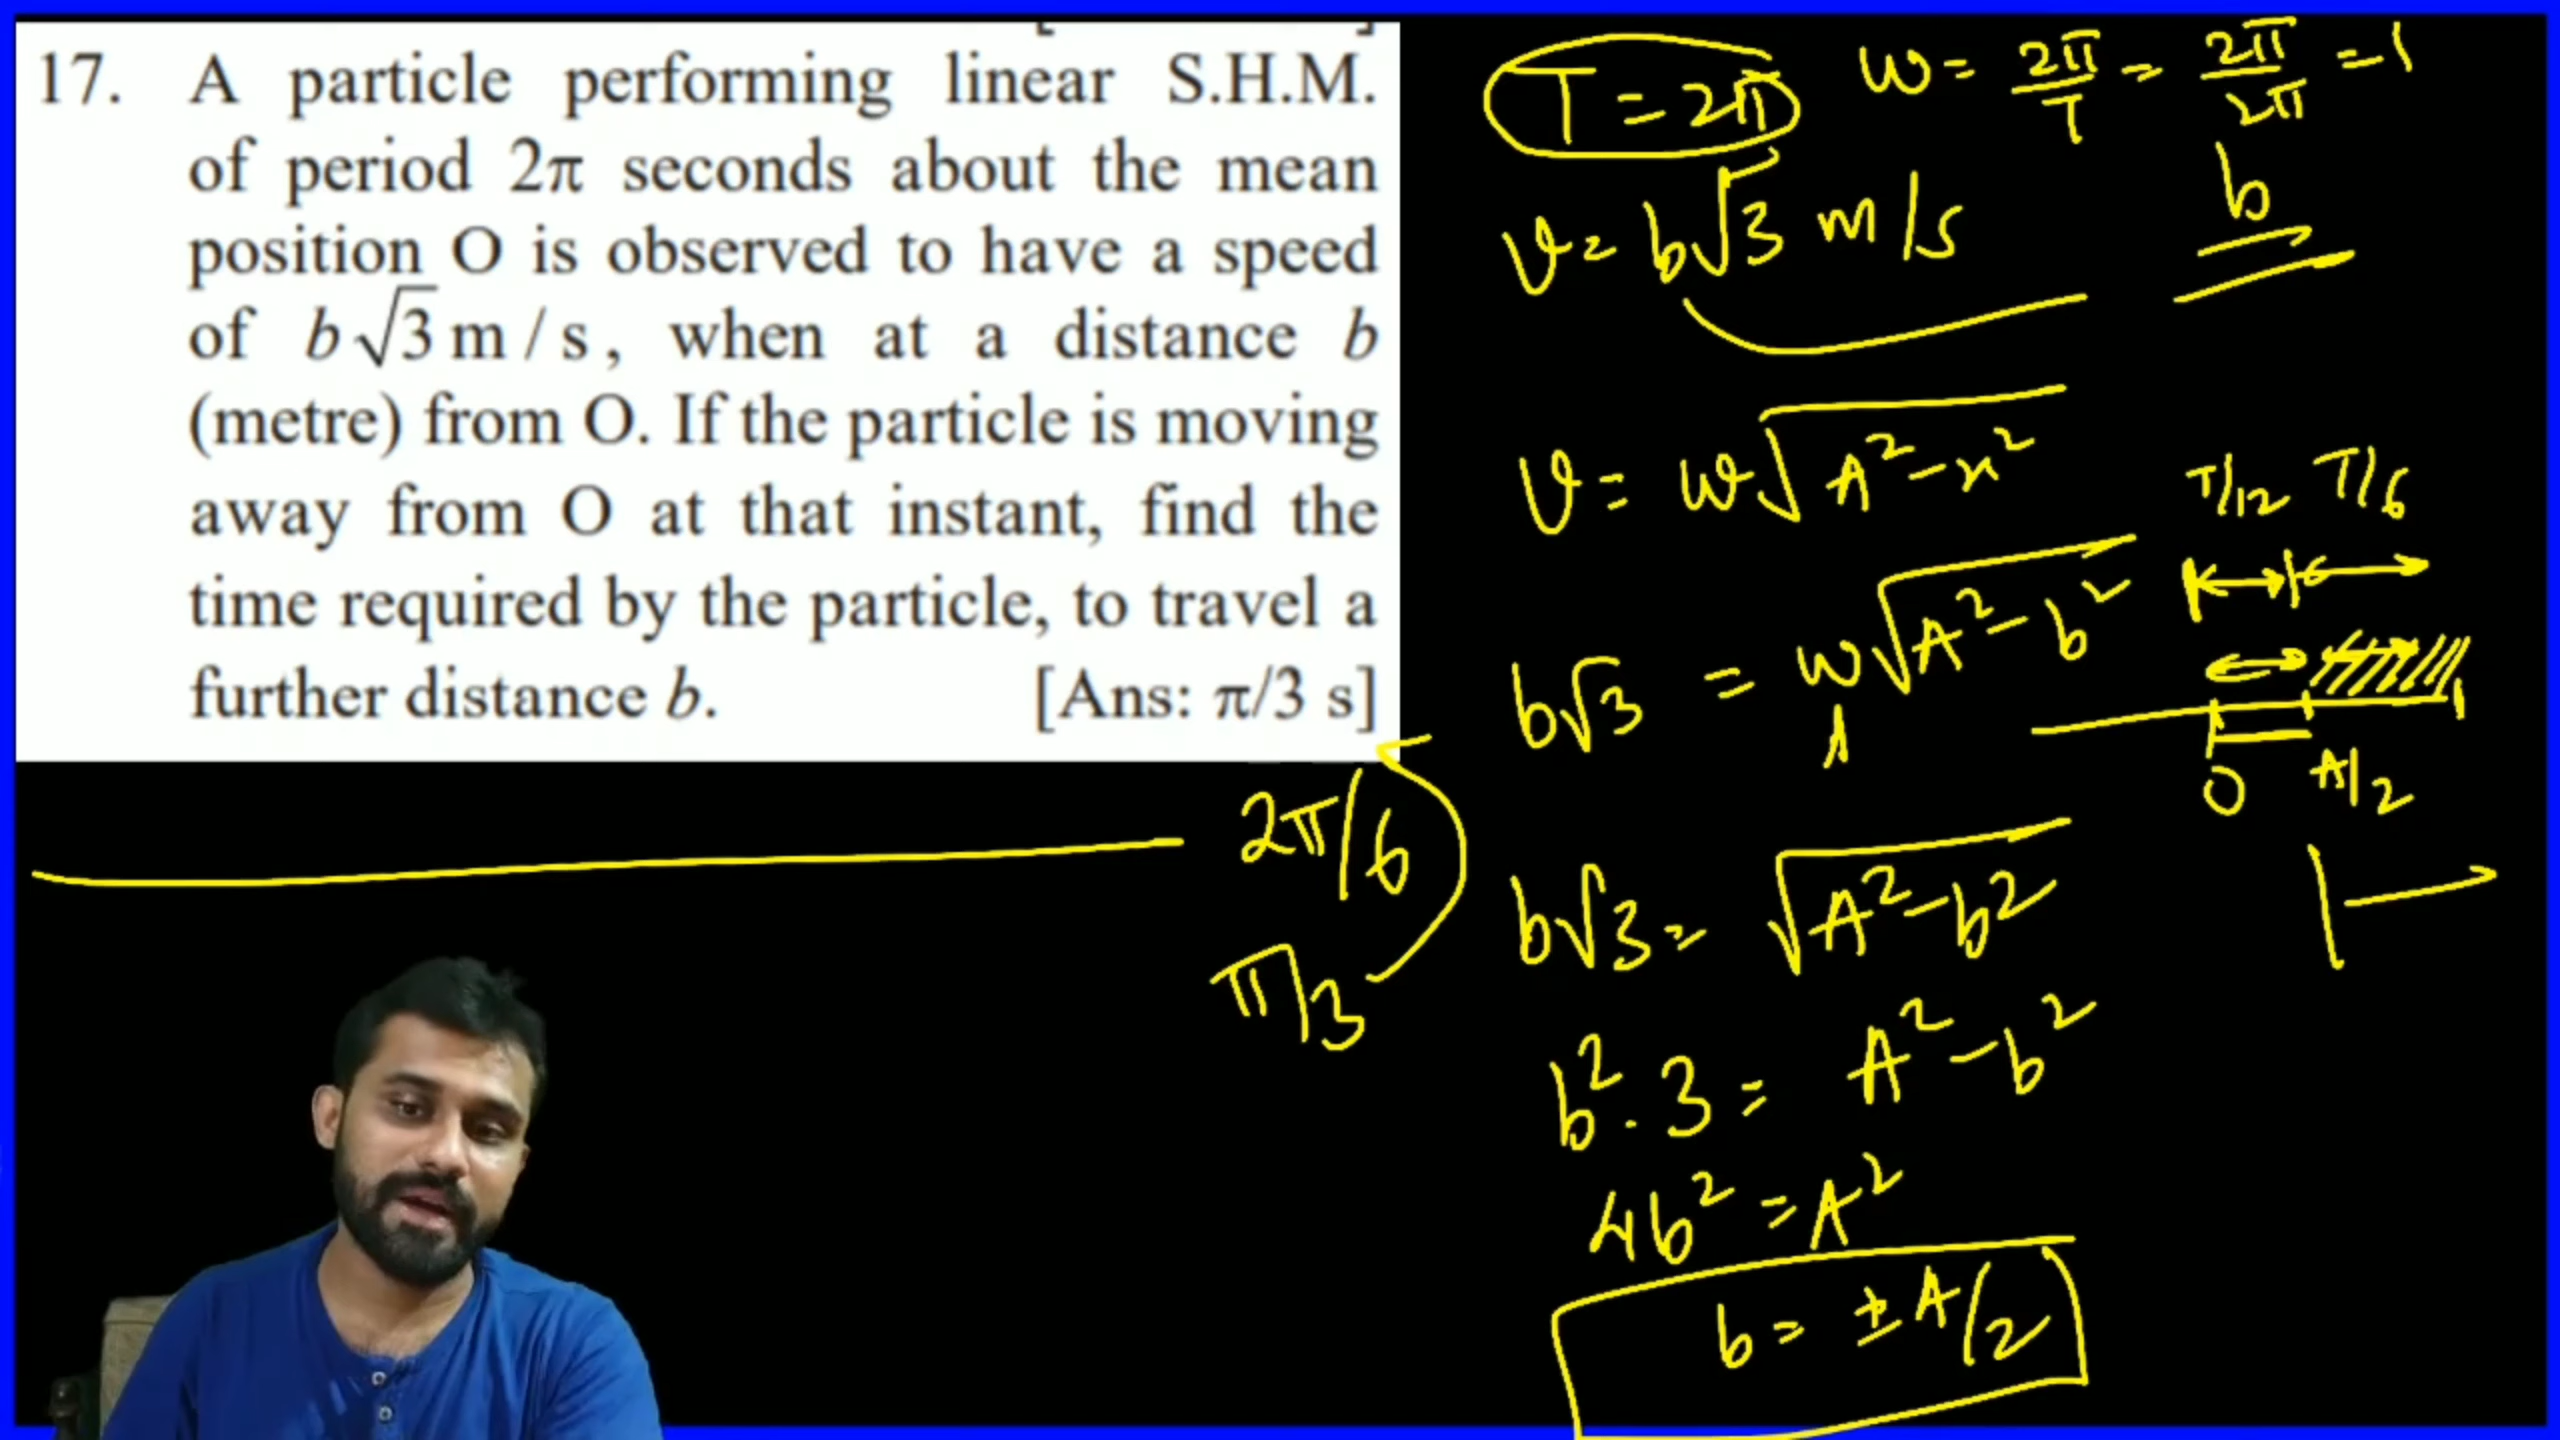 17. A particle performing linear S.H.M.
of period 2π seconds about the mean
position O is observed to have a speed
of b√3 m / s, when at a distance b
(metre) from O. If the particle is moving
away from O at that instant, find the
time required by the particle, to travel a
further distance b. [Ans: π/3 s]
T = 2π
ω = 2π/T = 2π/2π = 1
v = b√3 m/s
b
v = ω√A²-x²
T/12 T/6
b√3 = ω√A²-b²
1
O A/2
2π/6
b√3 = √A²-b²
π/3
b².3 = A²-b²
4b² = A²
b = ±A/2